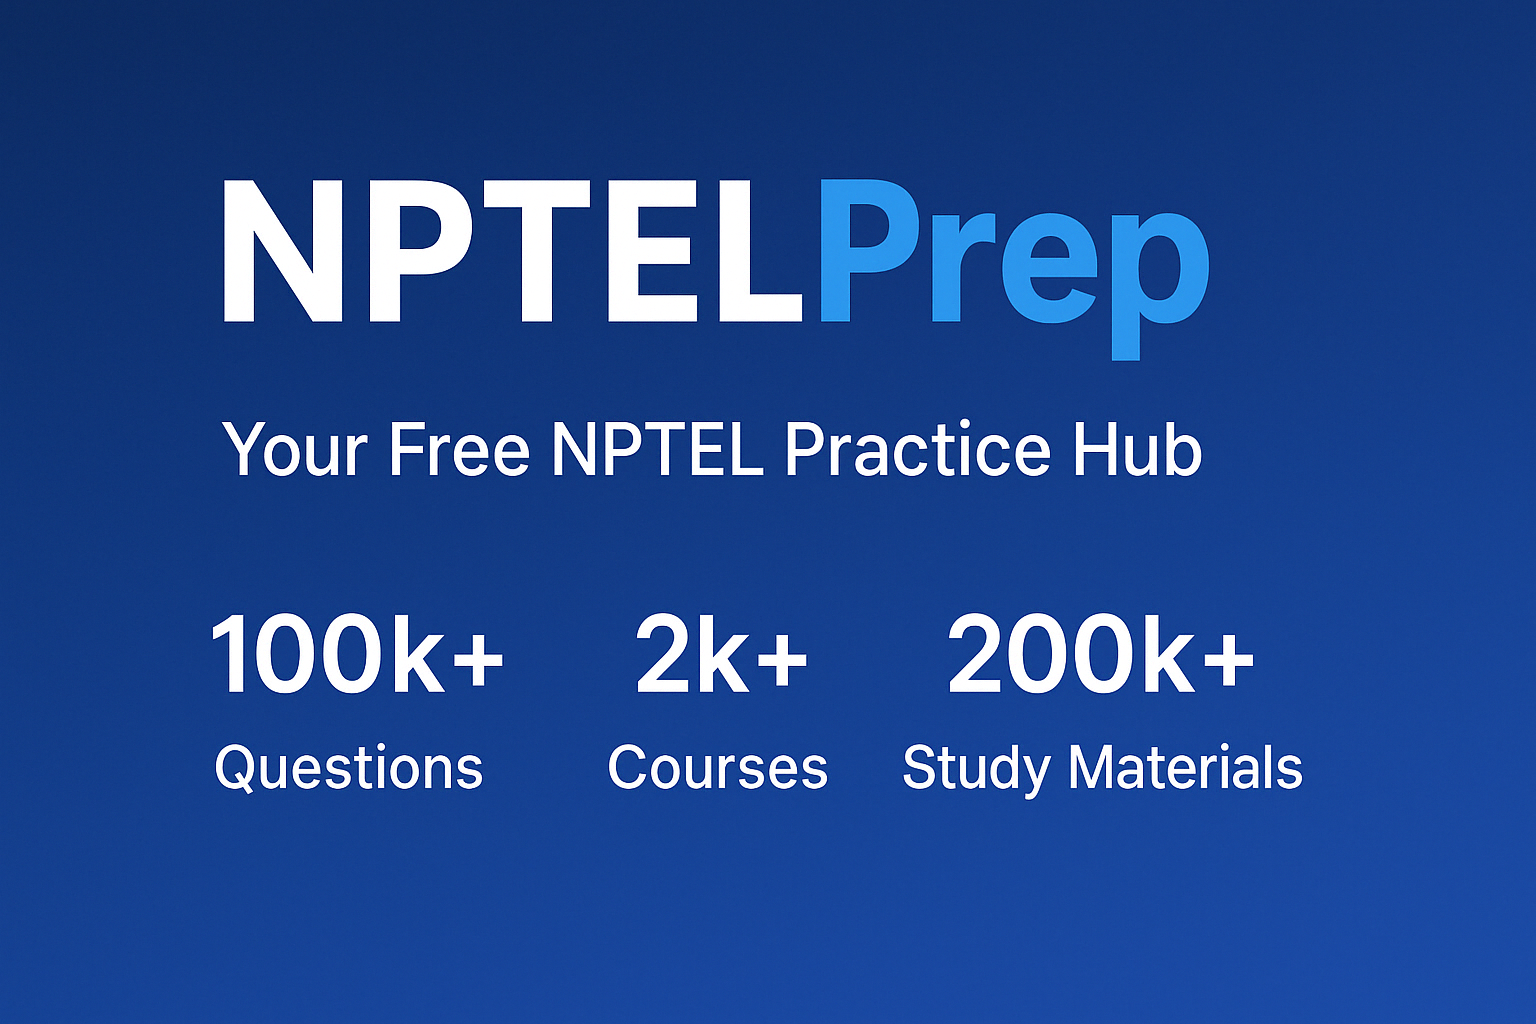 NPTELPrep
Your Free NPTEL Practice Hub
100k+ 2k+ 200k+
Questions Courses Study Materials